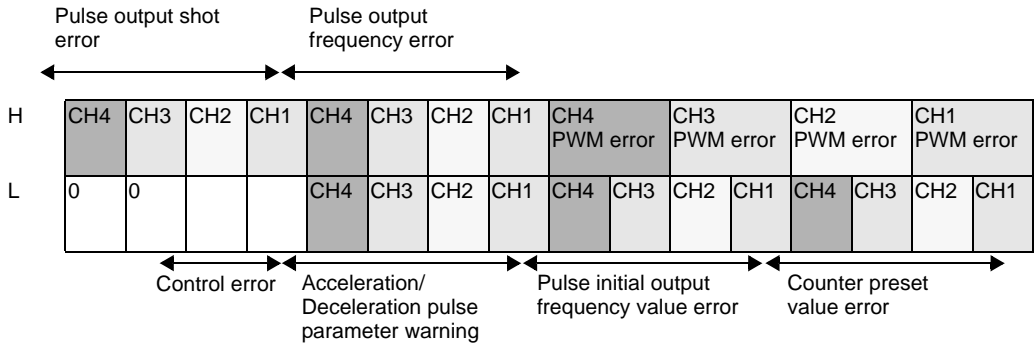 Pulse output shot
error
Pulse output
frequency error
H
CH4 CH3 CH2 CH1 CH4 CH3 CH2 CH1 CH4
PWM error CH3
PWM error CH2
PWM error CH1
PWM error
L
0 0 CH4 CH3 CH2 CH1 CH4 CH3 CH2 CH1 CH4 CH3 CH2 CH1
Control error
Acceleration/
Deceleration pulse
parameter warning
Pulse initial output
frequency value error
Counter preset
value error